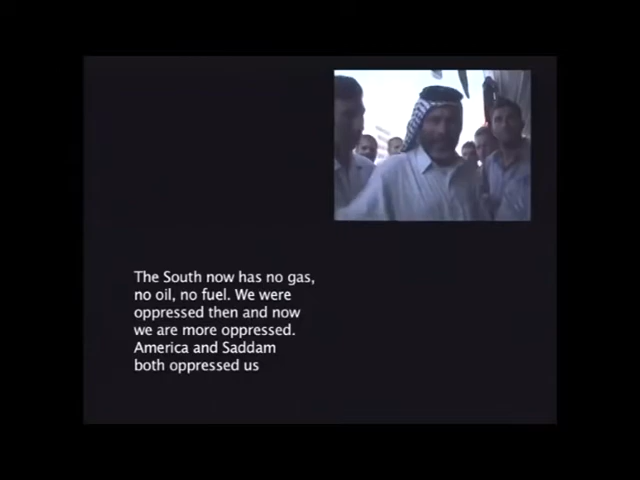 The South now has no gas,
no oil, no fuel. We were
oppressed then and now
we are more oppressed.
America and Saddam
both oppressed us